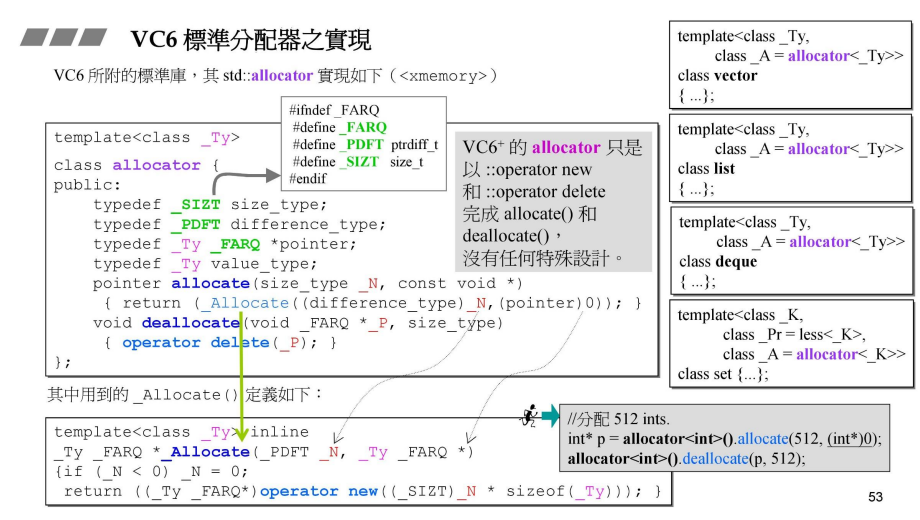 VC6 標準分配器之實現
VC6 所附的標準庫，其 std::allocator 實現如下（<xmemory>）
#ifndef _FARQ
#define _FARQ
#define _PDFT ptrdiff_t
#define _SIZT size_t
#endif
template<class _Ty>
class allocator {
public:
typedef _SIZT size_type;
typedef _PDFT difference_type;
typedef _Ty _FARQ *pointer;
typedef _Ty value_type;
pointer allocate(size_type _N, const void *)
{ return (_Allocate((difference_type)_N,(pointer)0)); }
void deallocate(void _FARQ *_P, size_type)
{ operator delete(_P); }
};
VC6+ 的 allocator 只是
以 ::operator new
和 ::operator delete
完成 allocate() 和
deallocate()，
沒有任何特殊設計。
template<class _Ty,
class _A = allocator<_Ty>>
class vector
{ ...};
template<class _Ty,
class _A = allocator<_Ty>>
class list
{ ...};
template<class _Ty,
class _A = allocator<_Ty>>
class deque
{ ...};
template<class _K,
class _Pr = less<_K>,
class _A = allocator<_K>>
class set {...};
其中用到的 _Allocate() 定義如下：
template<class _Ty> inline
_Ty _FARQ *_Allocate(_PDFT _N, _Ty _FARQ *)
{if (_N < 0) _N = 0;
return ((_Ty _FARQ*)operator new((_SIZT)_N * sizeof(_Ty))); }
//分配 512 ints.
int* p = allocator<int>().allocate(512, (int*)0);
allocator<int>().deallocate(p, 512);
53